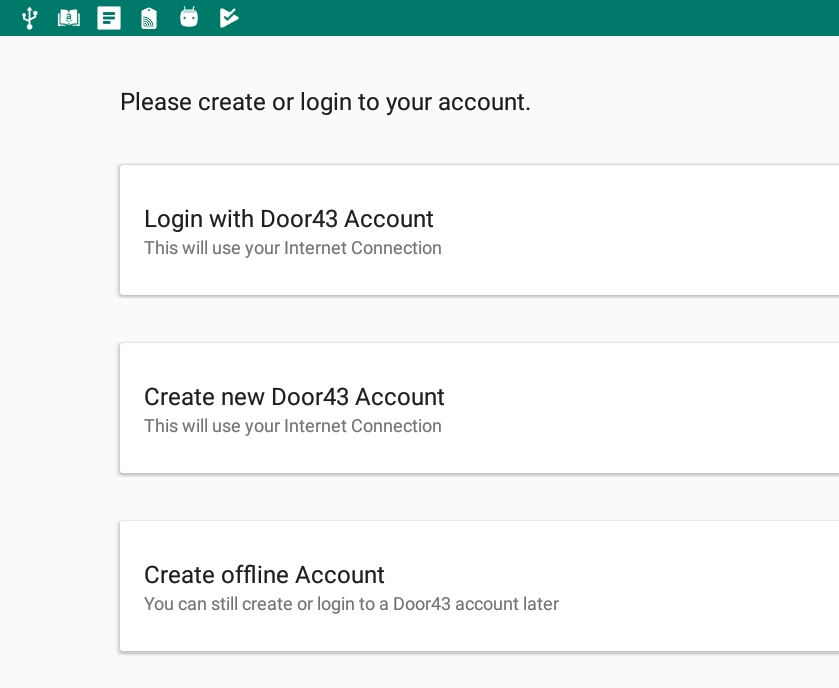 Please create or login to your account.
Login with Door43 Account
This will use your Internet Connection
Create new Door43 Account
This will use your Internet Connection
Create offline Account
You can still create or login to a Door43 account later